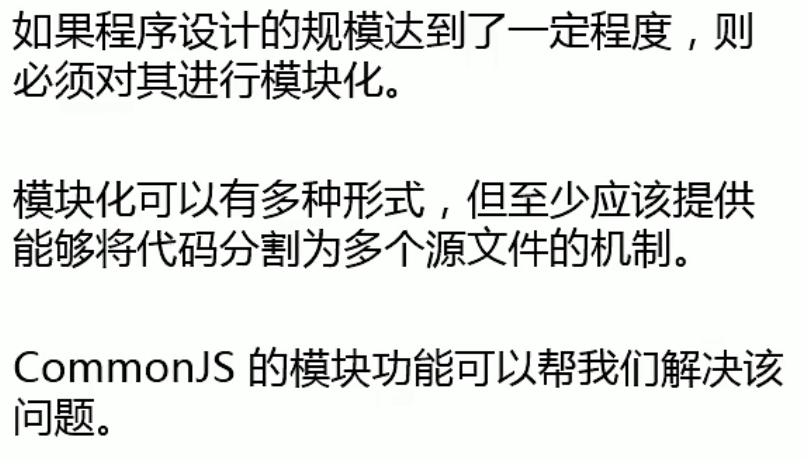 如果程序设计的规模达到了一定程度，则
必须对其进行模块化。
模块化可以有多种形式，但至少应该提供
能够将代码分割为多个源文件的机制。
CommonJS 的模块功能可以帮我们解决该
问题。